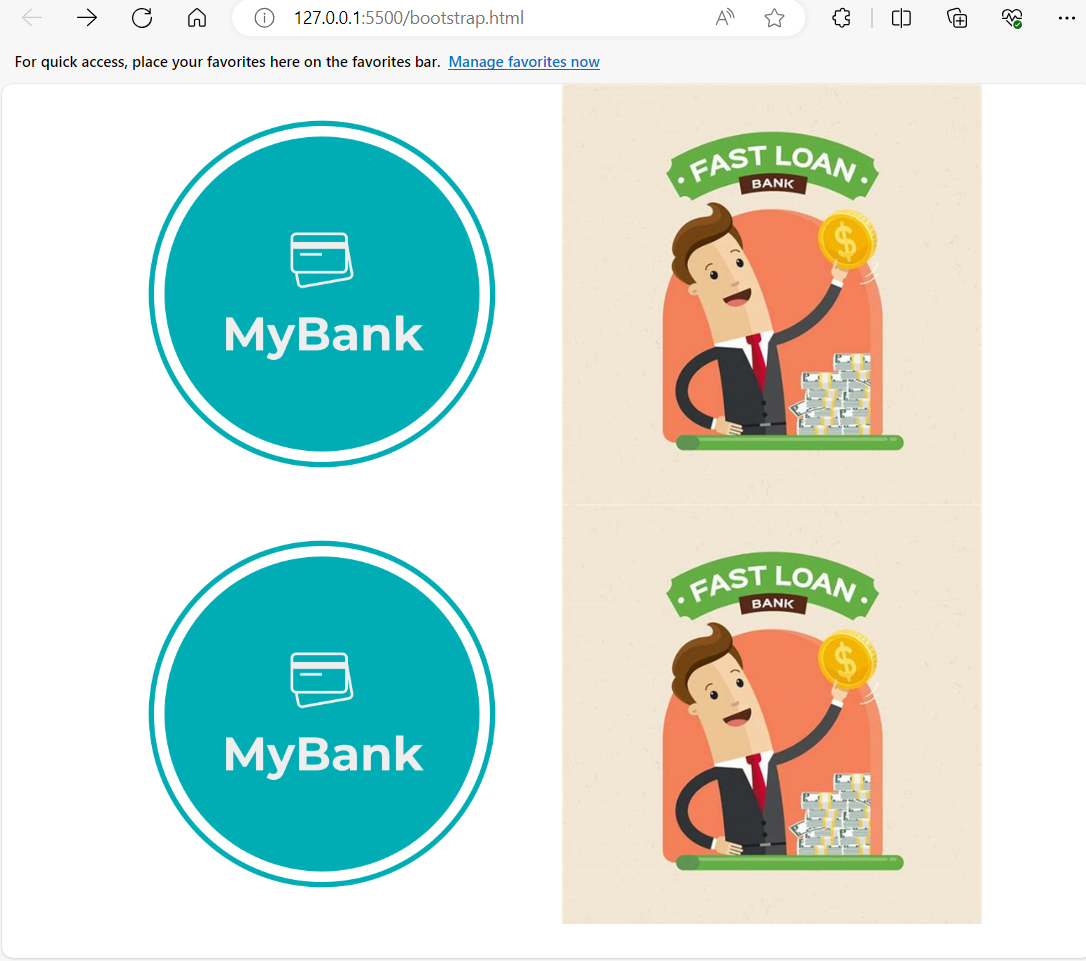 127.0.0.1:5500/bootstrap.html
For quick access, place your favorites here on the favorites bar. Manage favorites now
MyBank
FAST LOAN
BANK
$
MyBank
FAST LOAN
BANK
$